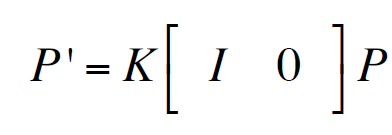 P' = K [ I 0 ] P